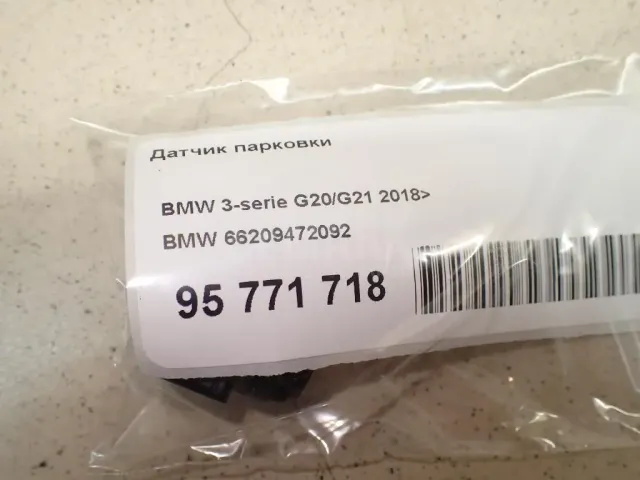 Датчик парковки
BMW 3-serie G20/G21 2018>
BMW 66209472092
95 771 718